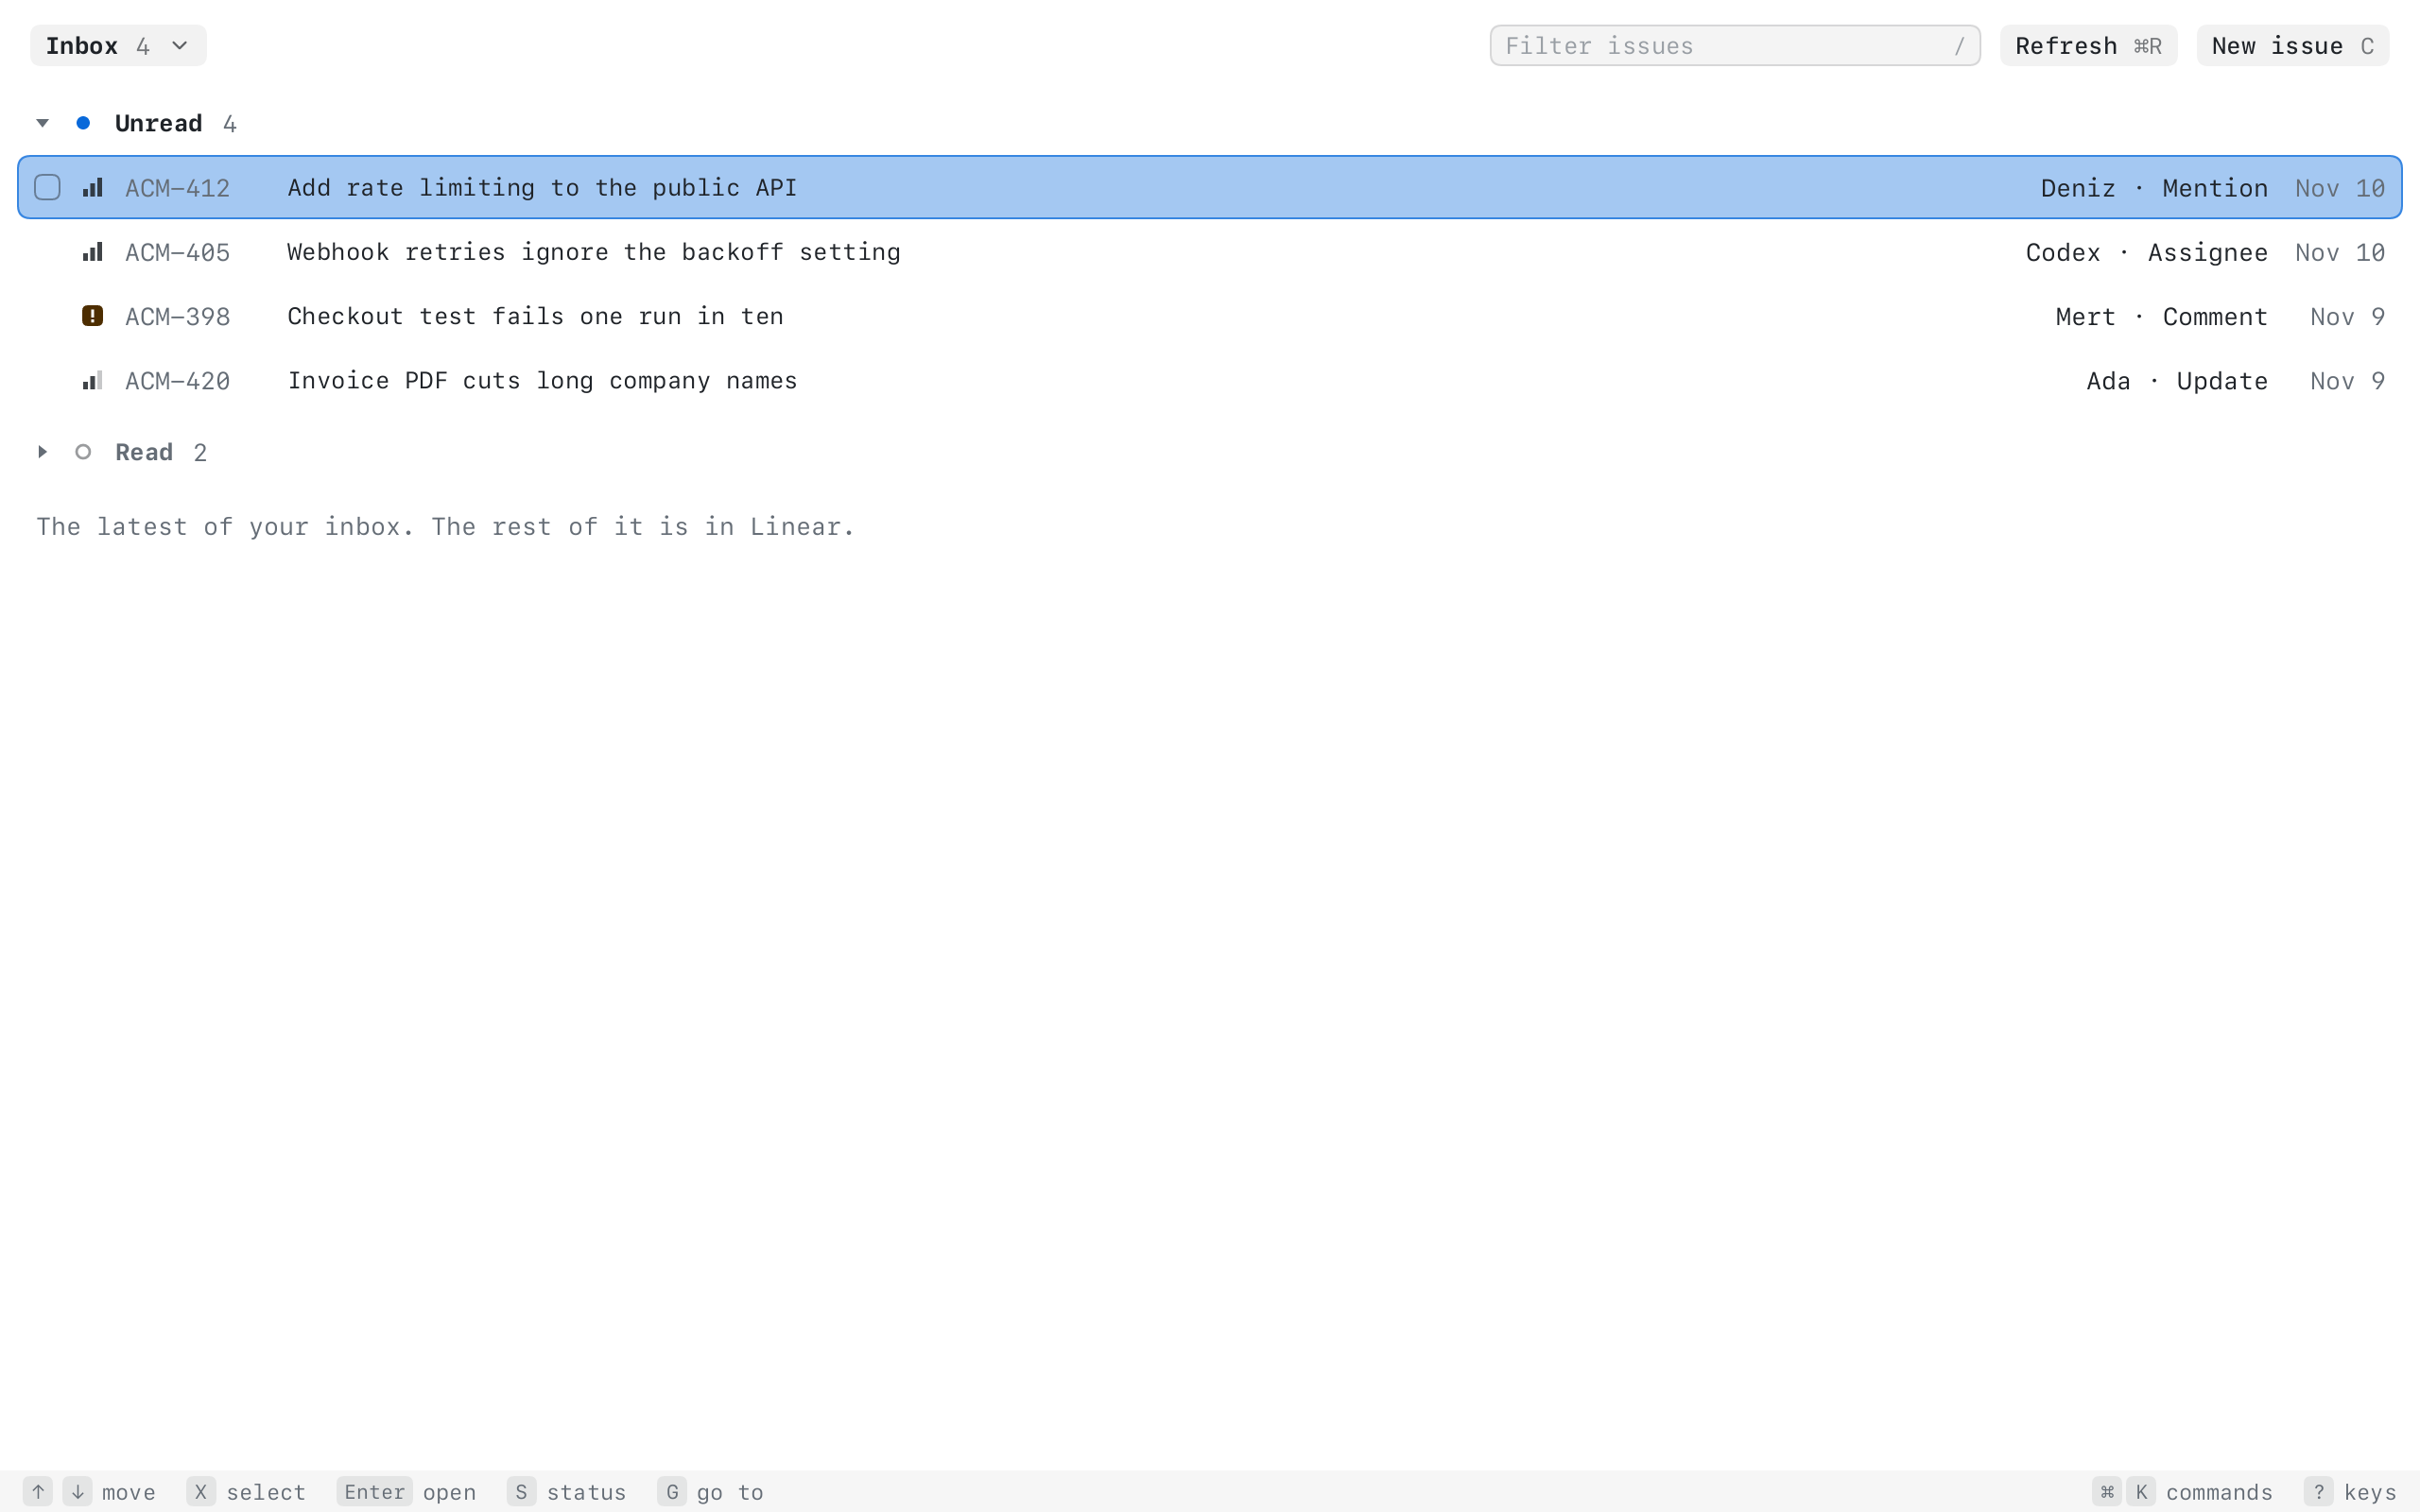 Inbox 4
Filter issues /
Refresh ⌘R
New issue C
Unread 4
ACM-412 Add rate limiting to the public API Deniz · Mention Nov 10
ACM-405 Webhook retries ignore the backoff setting Codex · Assignee Nov 10
ACM-398 Checkout test fails one run in ten Mert · Comment Nov 9
ACM-420 Invoice PDF cuts long company names Ada · Update Nov 9
Read 2
The latest of your inbox. The rest of it is in Linear.
↑ ↓ move X select Enter open S status G go to ⌘ K commands ? keys